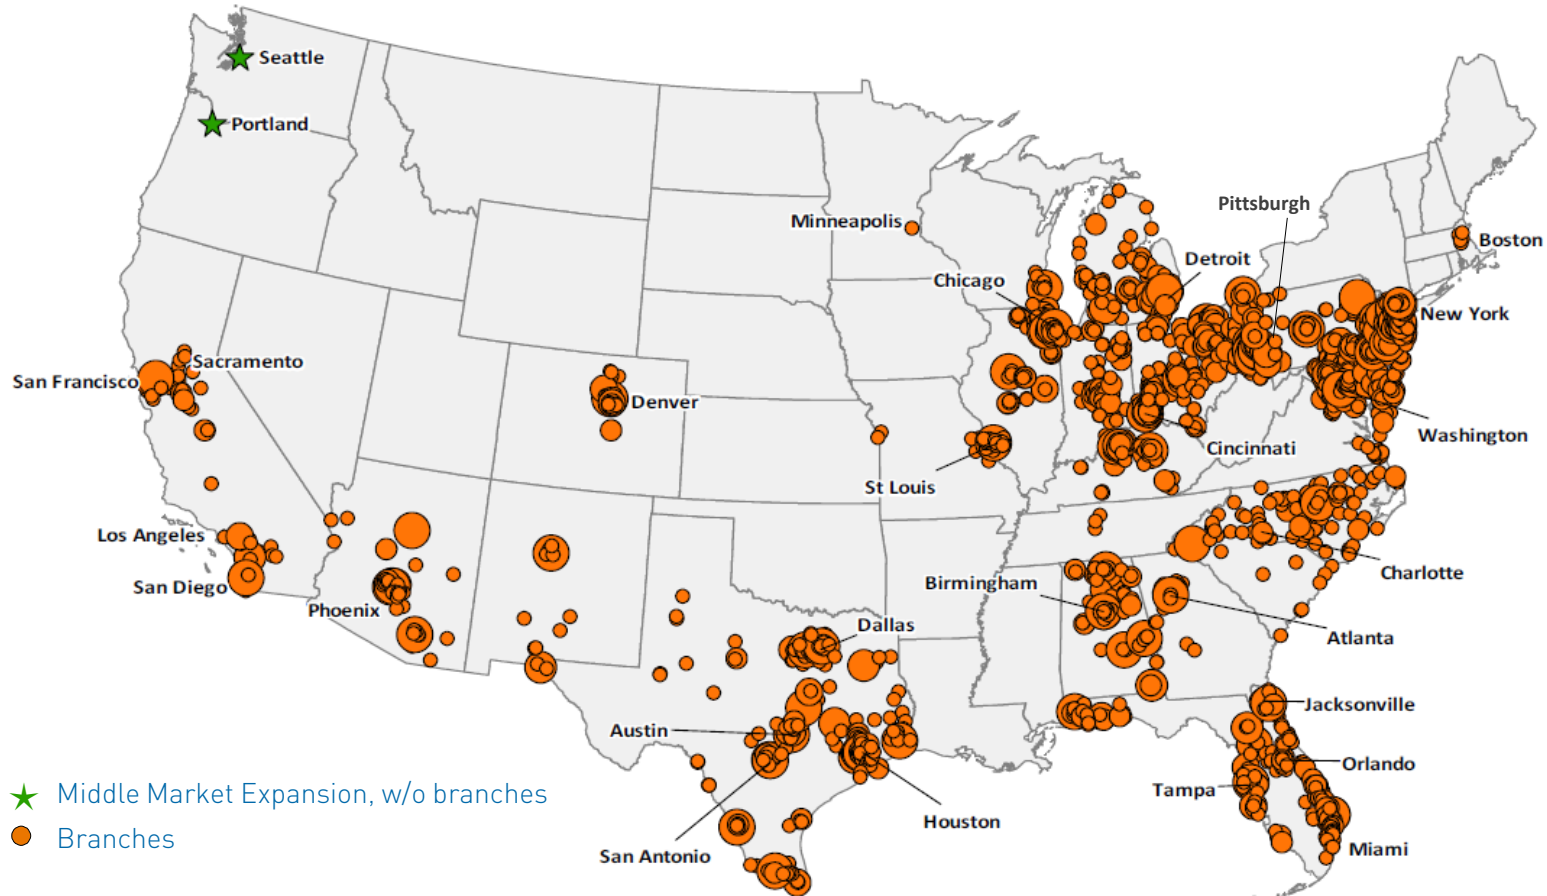 Seattle
Portland
Pittsburgh
Minneapolis
Boston
Detroit
Chicago
New York
Sacramento
San Francisco
Denver
Washington
Cincinnati
St Louis
Los Angeles
Charlotte
Birmingham
San Diego
Phoenix
Dallas
Atlanta
Jacksonville
Austin
Orlando
Tampa
Middle Market Expansion, w/o branches
Houston
Branches
Miami
San Antonio